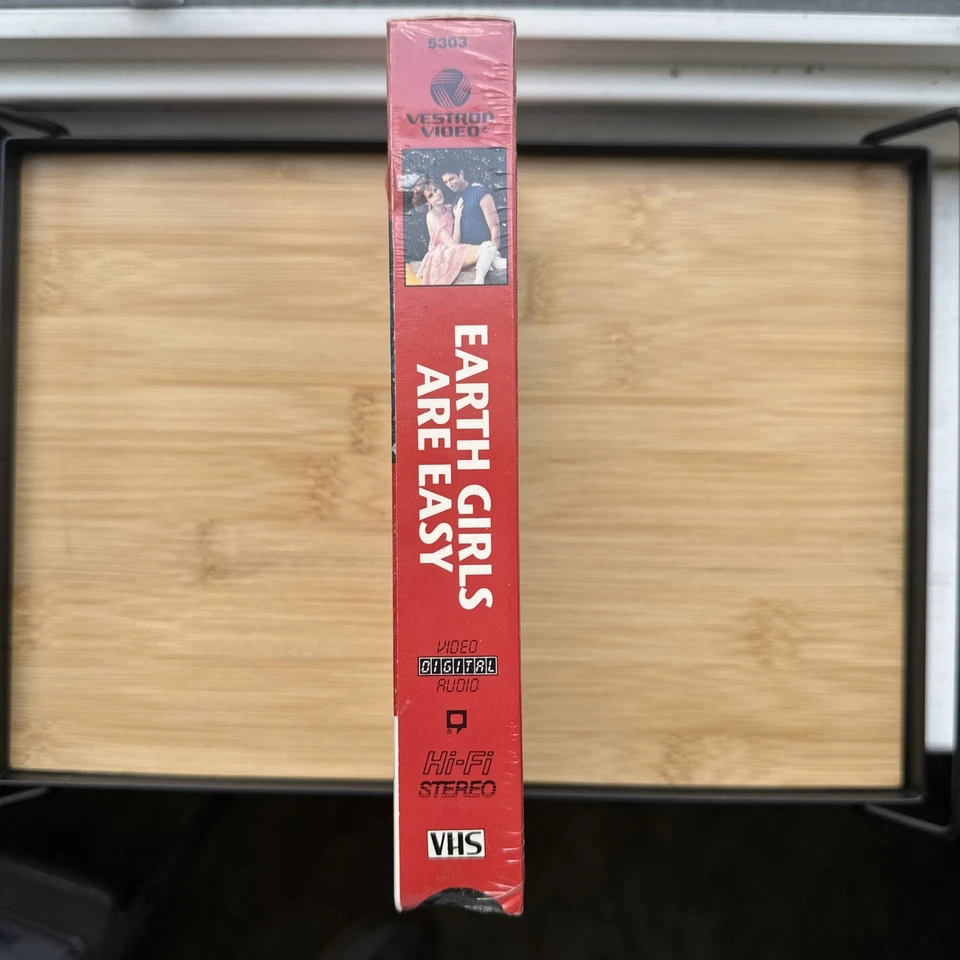 5303
VESTRON
VIDEO®
EARTH GIRLS
ARE EASY
VIDEO
DIGITAL
AUDIO
®
Hi-Fi
STEREO
VHS